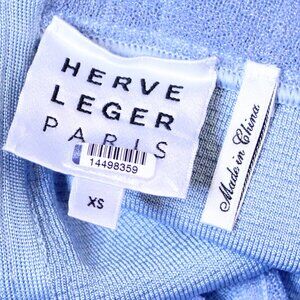 HERVE
LEGER
PARIS
14498359
XS
Made in China